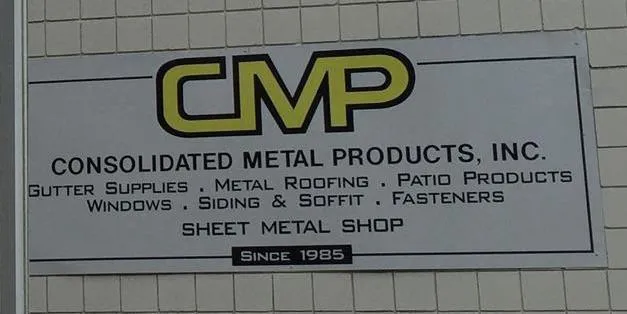 CMP
CONSOLIDATED METAL PRODUCTS, INC.
GUTTER SUPPLIES . METAL ROOFING . PATIO PRODUCTS
WINDOWS . SIDING & SOFFIT . FASTENERS
SHEET METAL SHOP
SINCE 1985